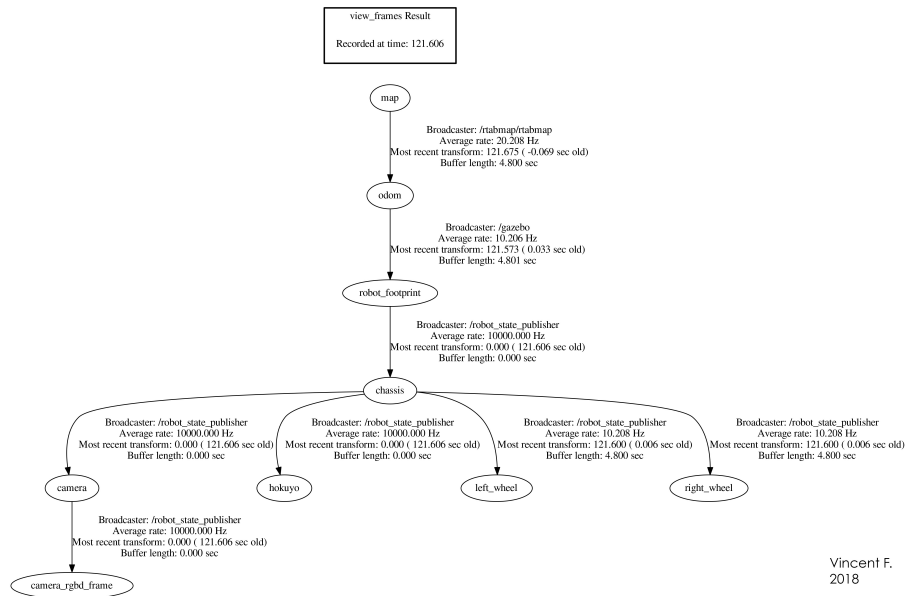 view_frames Result
Recorded at time: 121.606
map
Broadcaster: /rtabmap/rtabmap
Average rate: 20.208 Hz
Most recent transform: 121.675 ( -0.069 sec old)
Buffer length: 4.800 sec
odom
Broadcaster: /gazebo
Average rate: 10.206 Hz
Most recent transform: 121.573 ( 0.033 sec old)
Buffer length: 4.801 sec
robot_footprint
Broadcaster: /robot_state_publisher
Average rate: 10000.000 Hz
Most recent transform: 0.000 ( 121.606 sec old)
Buffer length: 0.000 sec
chassis
Broadcaster: /robot_state_publisher
Average rate: 10000.000 Hz
Most recent transform: 0.000 ( 121.606 sec old)
Buffer length: 0.000 sec
Broadcaster: /robot_state_publisher
Average rate: 10000.000 Hz
Most recent transform: 0.000 ( 121.606 sec old)
Buffer length: 0.000 sec
Broadcaster: /robot_state_publisher
Average rate: 10.208 Hz
Most recent transform: 121.600 ( 0.006 sec old)
Buffer length: 4.800 sec
Broadcaster: /robot_state_publisher
Average rate: 10.208 Hz
Most recent transform: 121.600 ( 0.006 sec old)
Buffer length: 4.800 sec
camera
hokuyo
left_wheel
right_wheel
Broadcaster: /robot_state_publisher
Average rate: 10000.000 Hz
Most recent transform: 0.000 ( 121.606 sec old)
Buffer length: 0.000 sec
camera_rgbd_frame
Vincent F.
2018